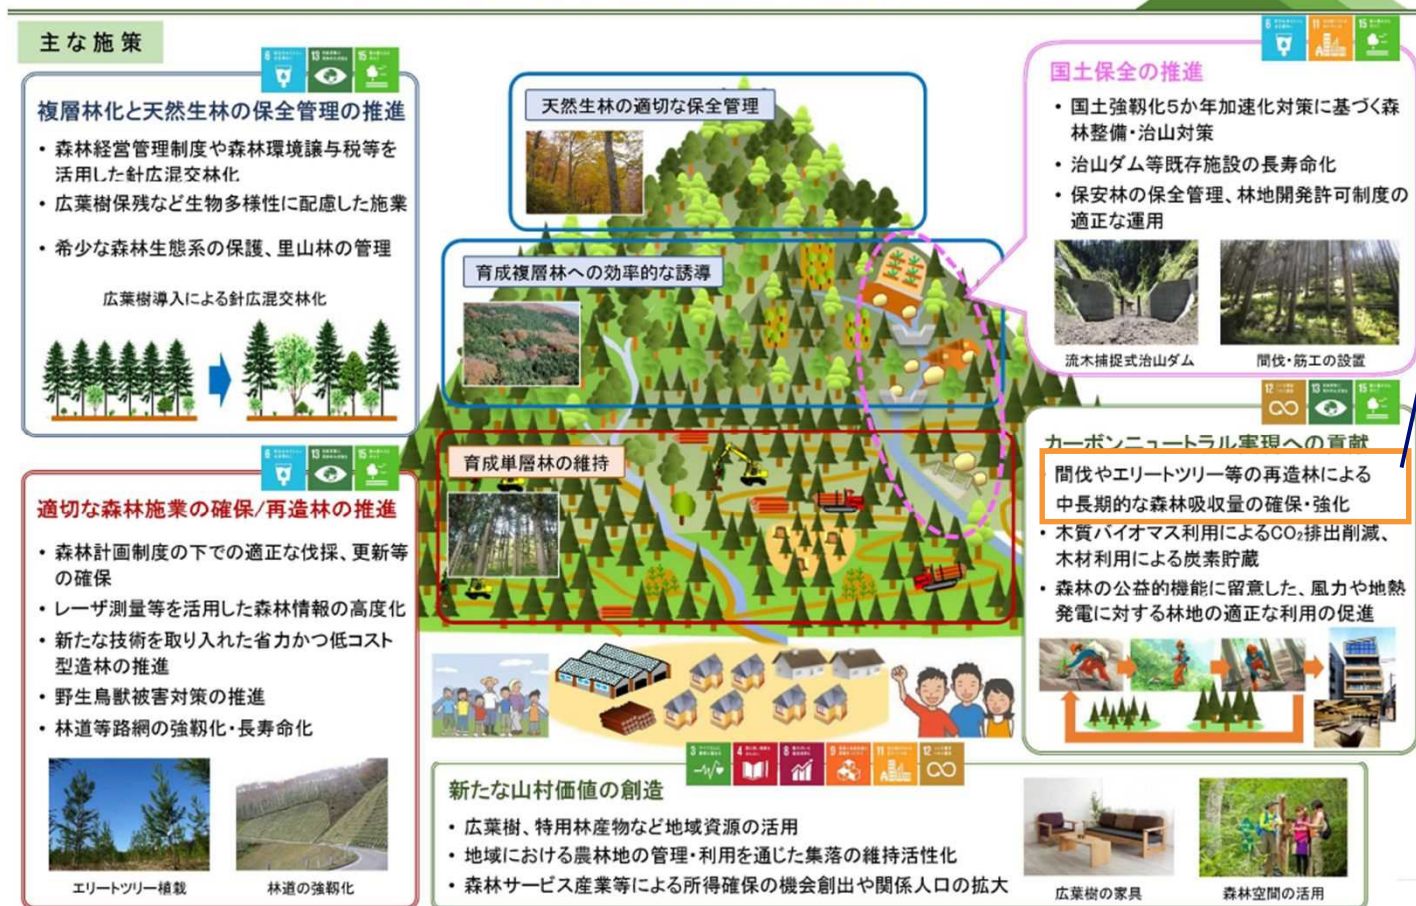 主な施策
6
13
15
複層林化と天然生林の保全管理の推進
・ 森林経営管理制度や森林環境譲与税等を
活用した針広混交林化
・ 広葉樹保残など生物多様性に配慮した施業
・ 希少な森林生態系の保護、里山林の管理
広葉樹導入による針広混交林化
6
13
15
適切な森林施業の確保/再造林の推進
・ 森林計画制度の下での適正な伐採、更新等
の確保
・ レーザ測量等を活用した森林情報の高度化
・ 新たな技術を取り入れた省力かつ低コスト
型造林の推進
・ 野生鳥獣被害対策の推進
・ 林道等路網の強靱化・長寿命化
エリートツリー植栽
林道の強靱化
天然生林の適切な保全管理
育成複層林への効率的な誘導
育成単層林の維持
6
11
15
国土保全の推進
・ 国土強靱化5か年加速化対策に基づく森
林整備・治山対策
・ 治山ダム等既存施設の長寿命化
・ 保安林の保全管理、林地開発許可制度の
適正な運用
流木捕捉式治山ダム
間伐・筋工の設置
12
13
15
カーボンニュートラル実現への貢献
間伐やエリートツリー等の再造林による
中長期的な森林吸収量の確保・強化
・ 木質バイオマス利用によるCO₂排出削減、
木材利用による炭素貯蔵
・ 森林の公益的機能に留意した、風力や地熱
発電に対する林地の適正な利用の促進
3
4
8
9
11
12
新たな山村価値の創造
・ 広葉樹、特用林産物など地域資源の活用
・ 地域における農林地の管理・利用を通じた集落の維持活性化
・ 森林サービス産業等による所得確保の機会創出や関係人口の拡大
広葉樹の家具
森林空間の活用